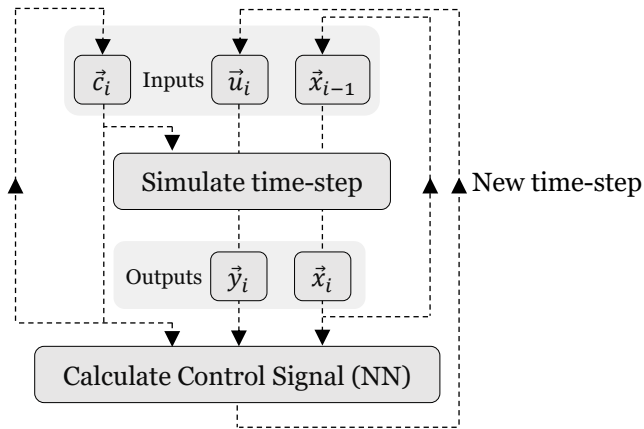 c⃗ᵢ Inputs u⃗ᵢ x⃗ᵢ₋₁
Simulate time-step
New time-step
Outputs y⃗ᵢ x⃗ᵢ
Calculate Control Signal (NN)